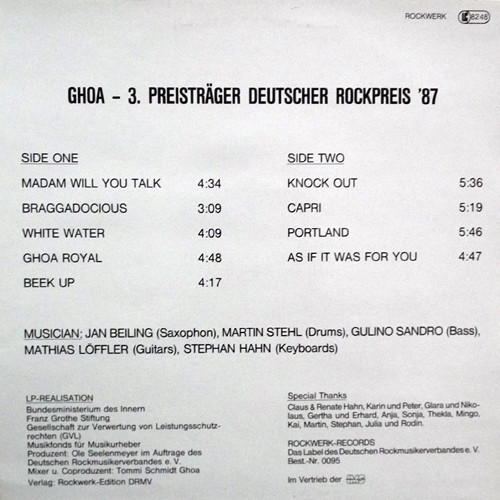 ROCKWERK LC 8248
GHOA – 3. PREISTRÄGER DEUTSCHER ROCKPREIS '87
SIDE ONE
MADAM WILL YOU TALK 4:34
BRAGGADOCIOUS 3:09
WHITE WATER 4:09
GHOA ROYAL 4:48
BEEK UP 4:17
SIDE TWO
KNOCK OUT 5:36
CAPRI 5:19
PORTLAND 5:46
AS IF IT WAS FOR YOU 4:47
MUSICIAN: JAN BEILING (Saxophon), MARTIN STEHL (Drums), GULINO SANDRO (Bass),
MATHIAS LÖFFLER (Guitars), STEPHAN HAHN (Keyboards)
LP-REALISATION
Bundesministerium des Innern
Franz Grothe Stiftung
Gesellschaft zur Verwertung von Leistungsschutz-
rechten (GVL)
Musikfonds für Musikurheber
Produzent: Ole Seelenmeyer im Auftrage des
Deutschen Rockmusikerverbandes e. V.
Mixer u. Coproduzent: Tommi Schmidt Ghoa
Verlag: Rockwerk-Edition DRMV
Special Thanks
Claus & Renate Hahn, Karin und Peter, Glara und Niko-
laus, Gertha und Erhard, Anja, Sonja, Thekla, Mingo,
Kai, Martin, Stephan, Julia und Rodin.
ROCKWERK-RECORDS
Das Label des Deutschen Rockmusikerverbandes e. V.
Best.-Nr. 0095
Im Vertrieb der